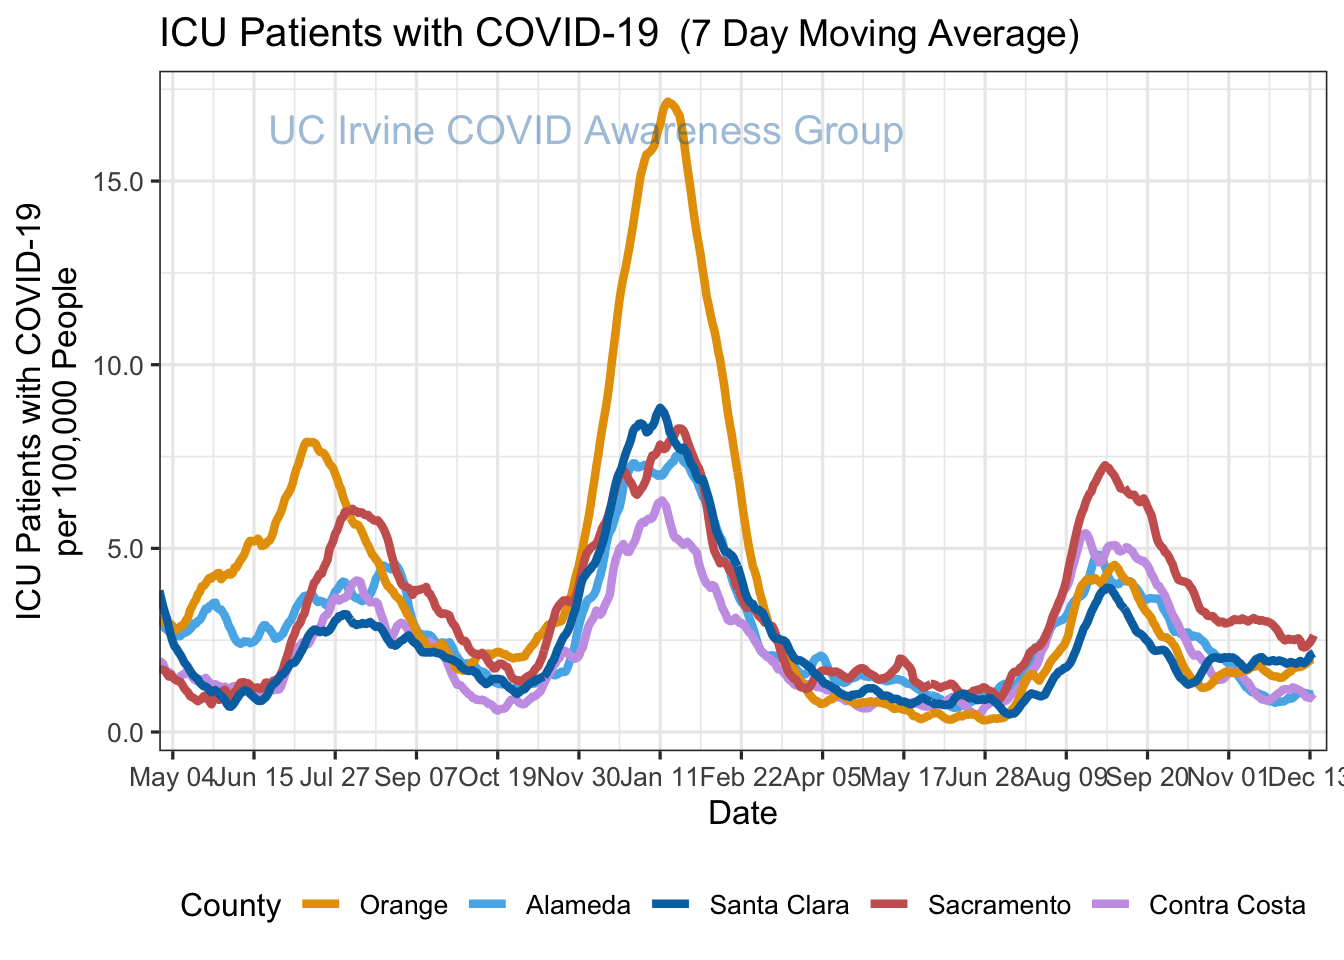 ICU Patients with COVID-19 (7 Day Moving Average)
UC Irvine COVID Awareness Group
ICU Patients with COVID-19
per 100,000 People
15.0
10.0
5.0
0.0
May 04 Jun 15 Jul 27 Sep 07 Oct 19 Nov 30 Jan 11 Feb 22 Apr 05 May 17 Jun 28 Aug 09 Sep 20 Nov 01 Dec 13
Date
County Orange Alameda Santa Clara Sacramento Contra Costa